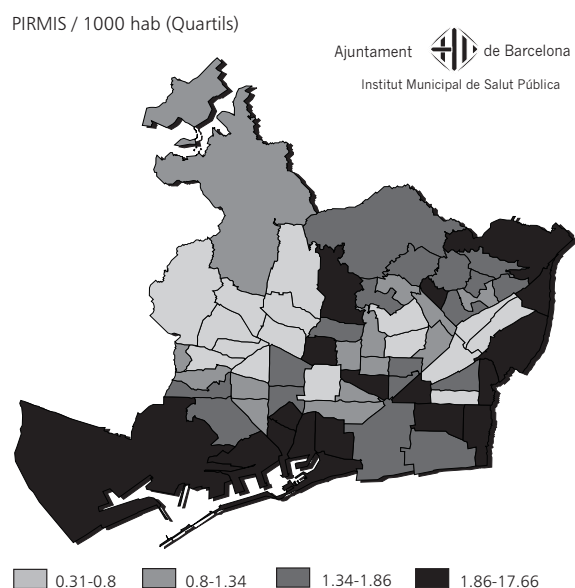 PIRMIS / 1000 hab (Quartils)
Ajuntament de Barcelona
Institut Municipal de Salut Pública
0.31-0.8
0.8-1.34
1.34-1.86
1.86-17.66